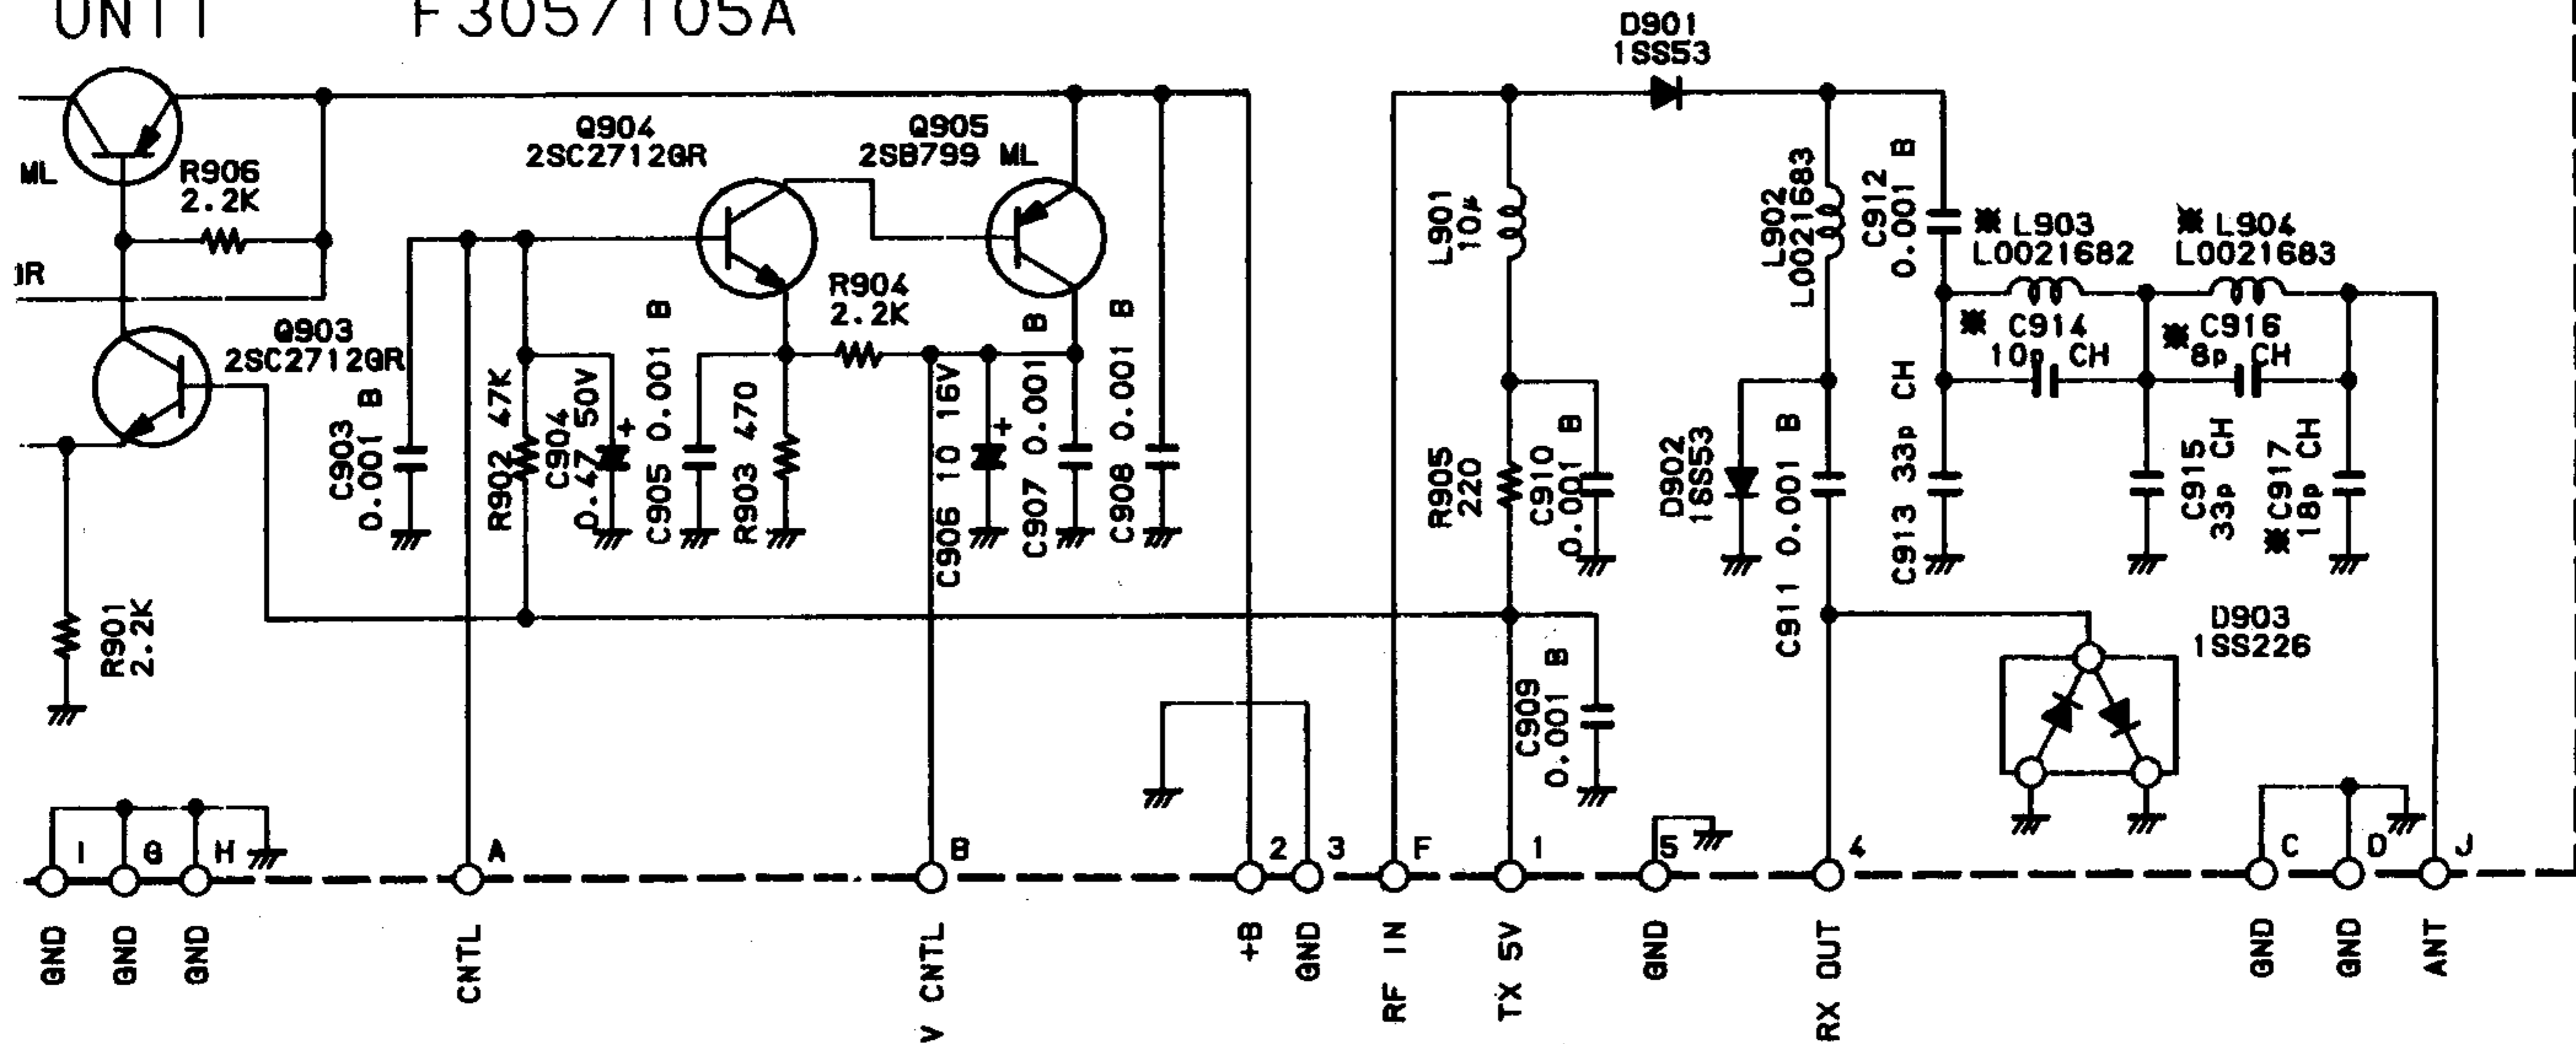 UNIT F3057105A
D901
1SS53
Q904
2SC2712GR
Q905
2SB799 ML
ML
R906
2.2K
Q903
2SC2712GR
R904
2.2K
R901
2.2K
C903
0.001 B
R902 47K
C904
0.47 50V
+
C905 0.001 B
R903 470
C906 10 16V
+
C907 0.001 B
C908 0.001 B
L901
10μ
R905
220
C910
0.001 B
C909
0.001 B
L902
L0021683
C912
0.001 B
D902
1SS53
C911 0.001 B
C913 33p CH
※ L903
L0021682
※ L904
L0021683
※ C914
10p CH
※ C916
8p CH
C915
33p CH
※C917
18p CH
D903
1SS226
I G H A B 2 3 F 1 5 4 C D J
GND
GND
GND
CNTL
V CNTL
+B
GND
RF IN
TX 5V
GND
RX OUT
GND
GND
ANT